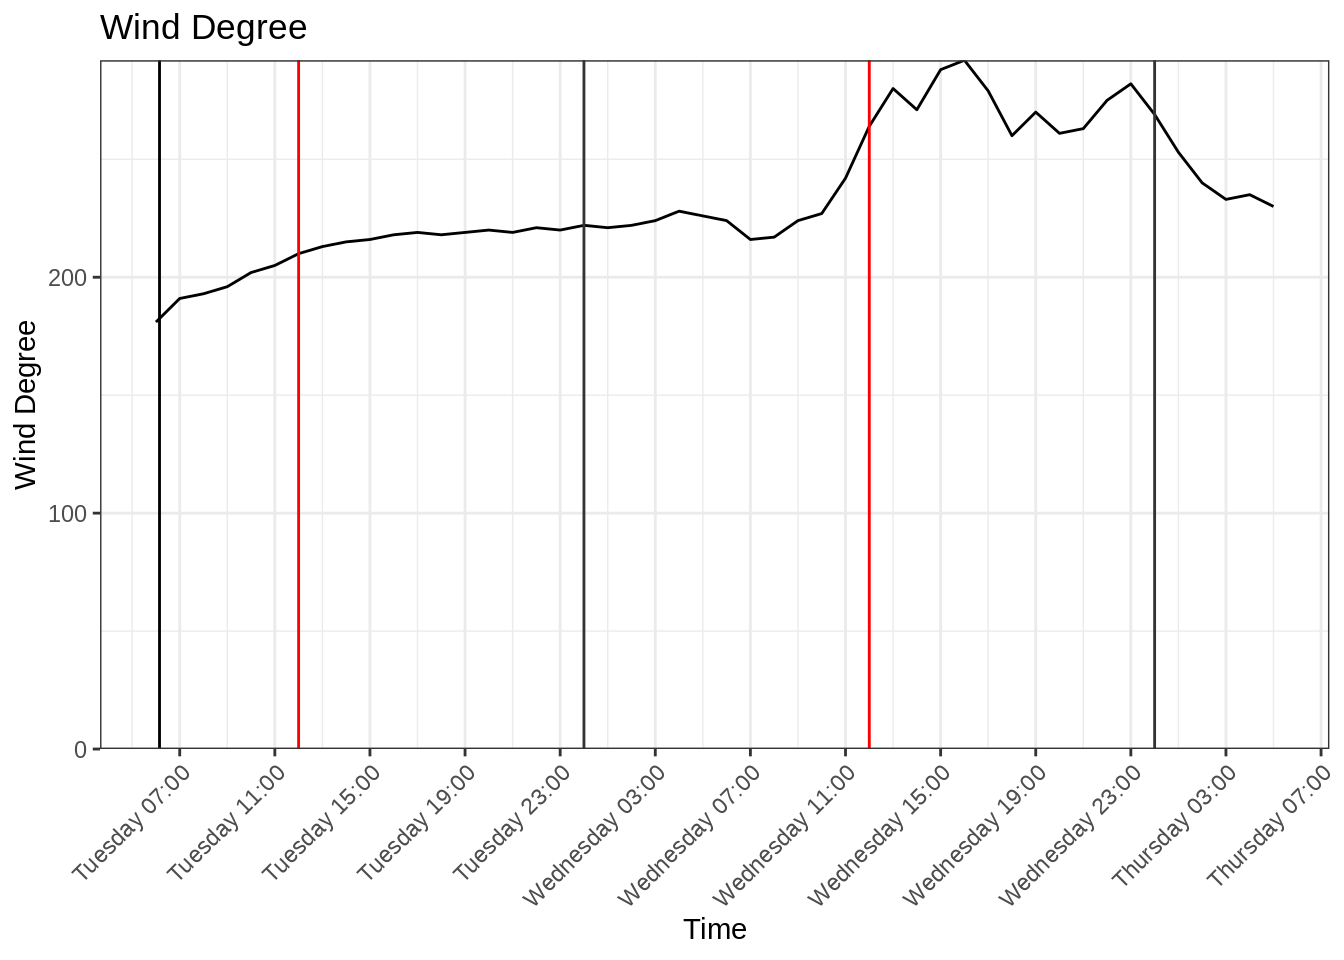 Wind Degree
Wind Degree
200
100
0
Tuesday 07:00
Tuesday 11:00
Tuesday 15:00
Tuesday 19:00
Tuesday 23:00
Wednesday 03:00
Wednesday 07:00
Wednesday 11:00
Wednesday 15:00
Wednesday 19:00
Wednesday 23:00
Thursday 03:00
Thursday 07:00
Time